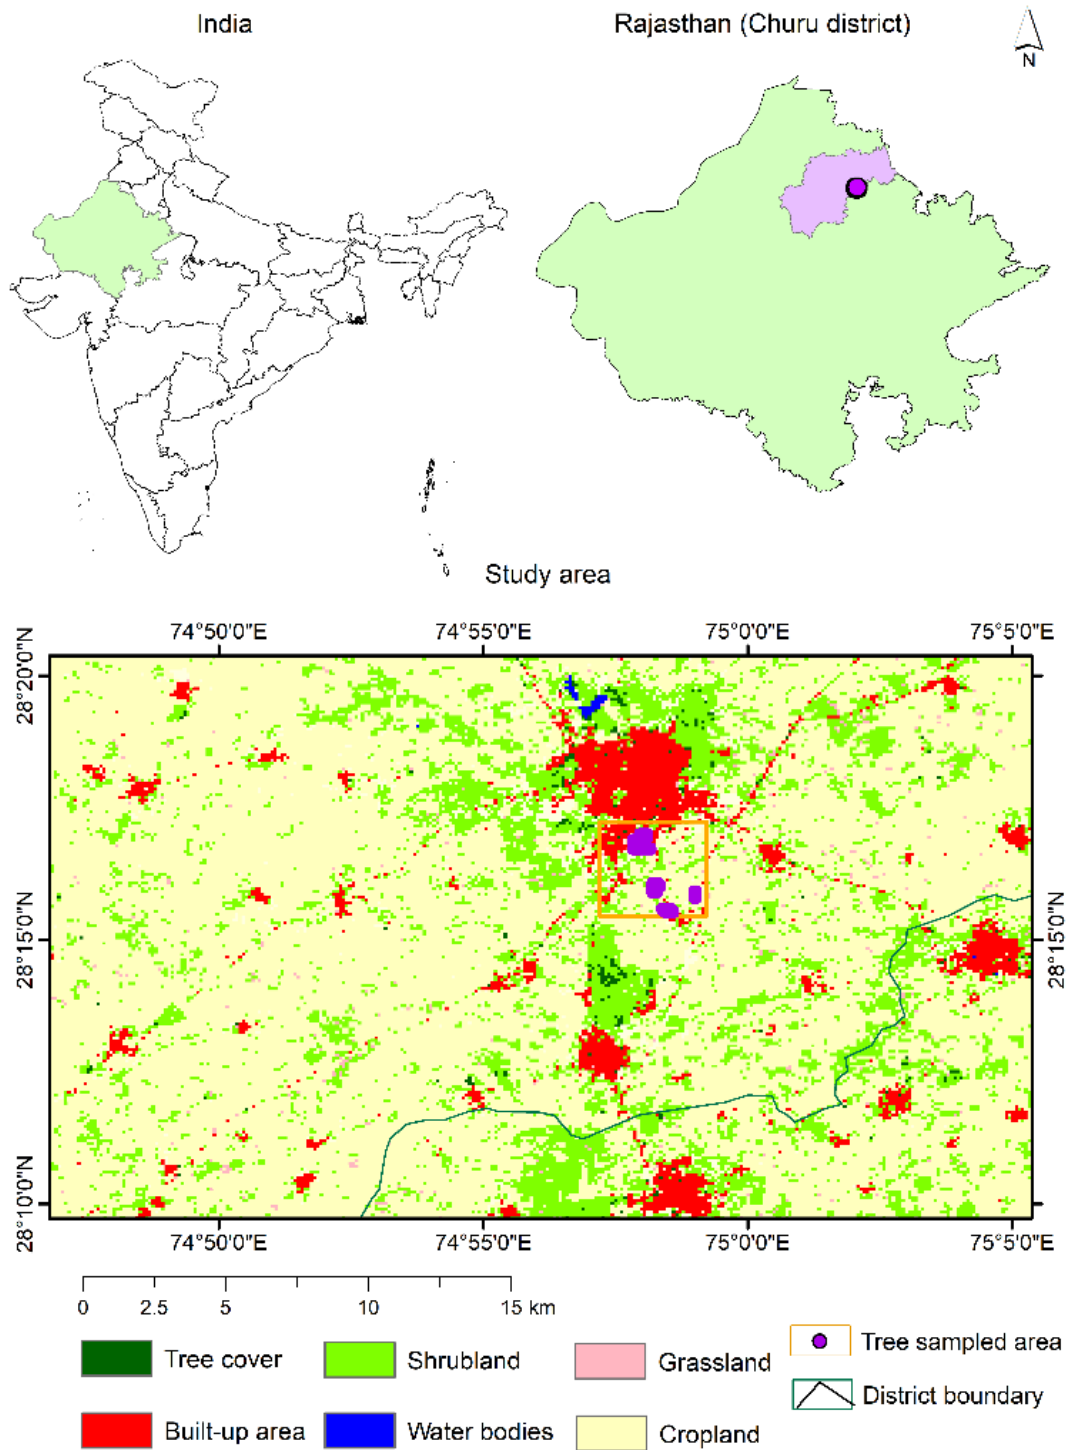 India
Rajasthan (Churu district)
N
Study area
74°50'0"E 74°55'0"E 75°0'0"E 75°5'0"E
28°20'0"N
28°15'0"N 28°15'0"N
28°10'0"N
74°50'0"E 74°55'0"E 75°0'0"E 75°5'0"E
0 2.5 5 10 15 km
Tree cover Shrubland Grassland Tree sampled area
District boundary
Built-up area Water bodies Cropland